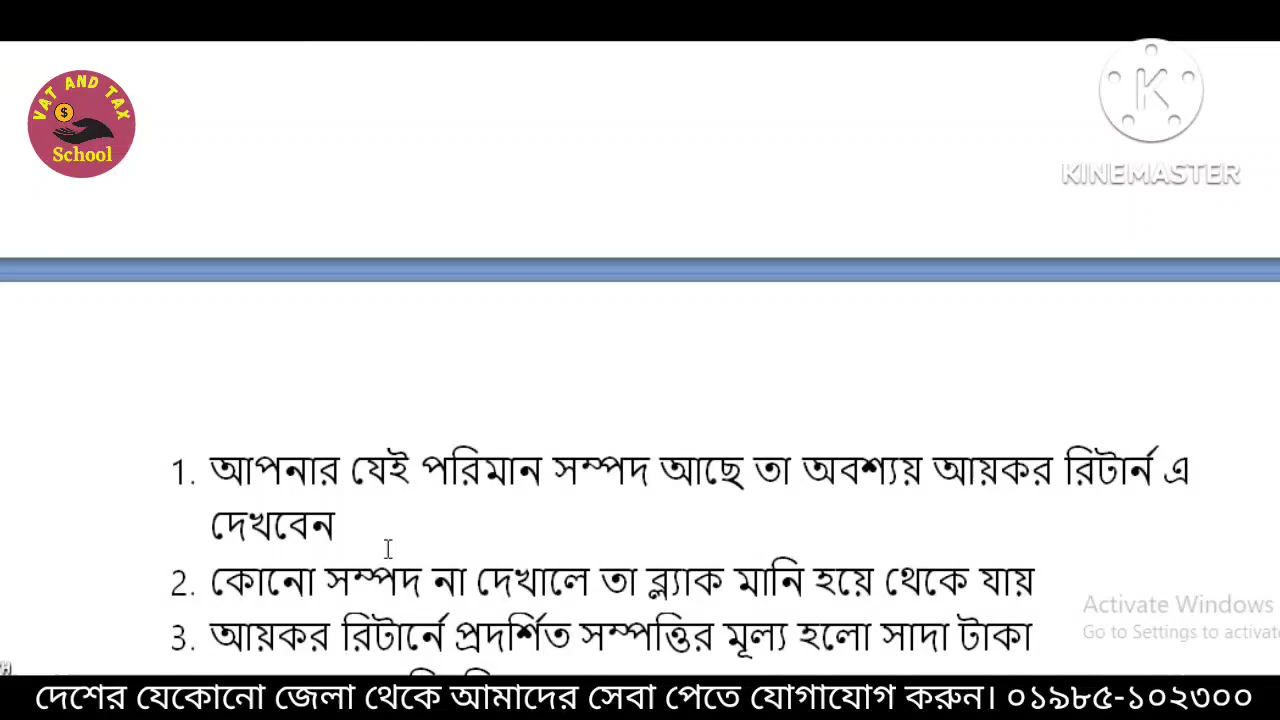 VAT AND TAX
$
School
K
KINEMASTER
1. আপনার যেই পরিমান সম্পদ আছে তা অবশ্যয় আয়কর রিটার্ন এ
দেখবেন
2. কোনো সম্পদ না দেখালে তা ব্ল্যাক মানি হয়ে থেকে যায়
3. আয়কর রিটার্নে প্রদর্শিত সম্পত্তির মূল্য হলো সাদা টাকা
Activate Windows
Go to Settings to activate
দেশের যেকোনো জেলা থেকে আমাদের সেবা পেতে যোগাযোগ করুন। ০১৯৮৫-১০২৩০০